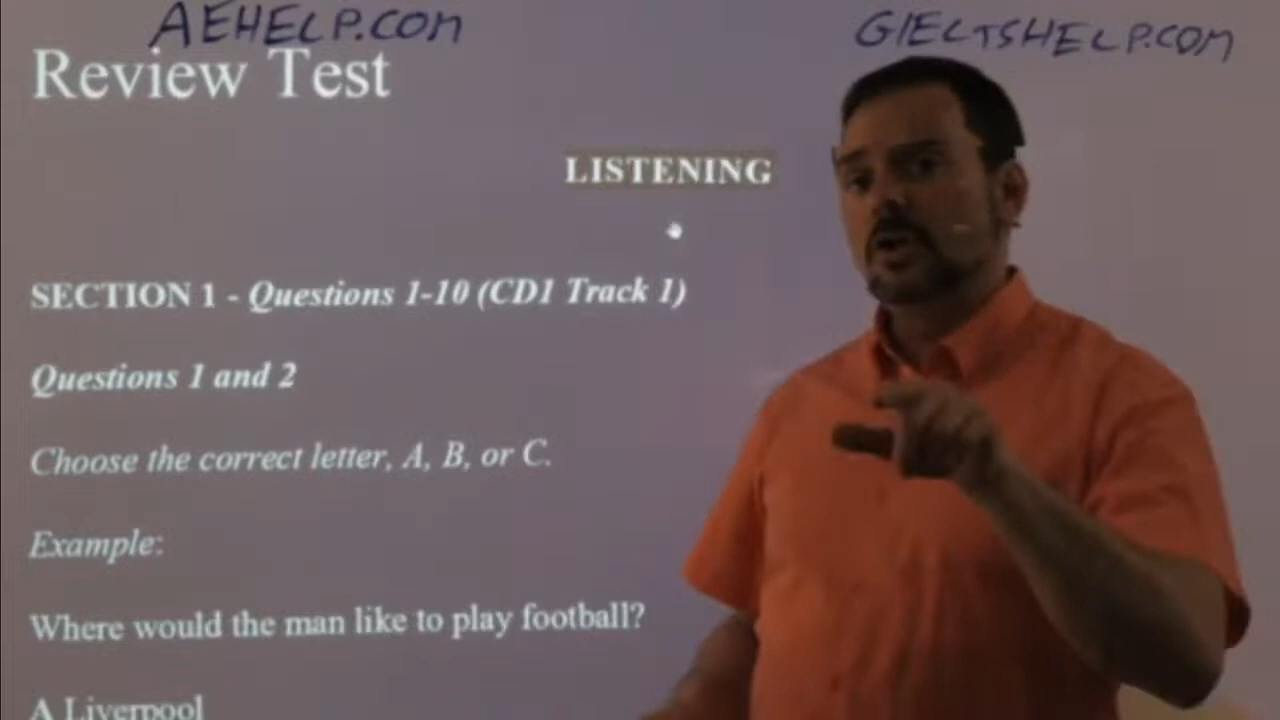 AEHELP.COM
GIELTSHELP.COM
Review Test
LISTENING
SECTION 1 - Questions 1-10 (CD1 Track 1)
Questions 1 and 2
Choose the correct letter, A, B, or C.
Example:
Where would the man like to play football?
A Liverpool